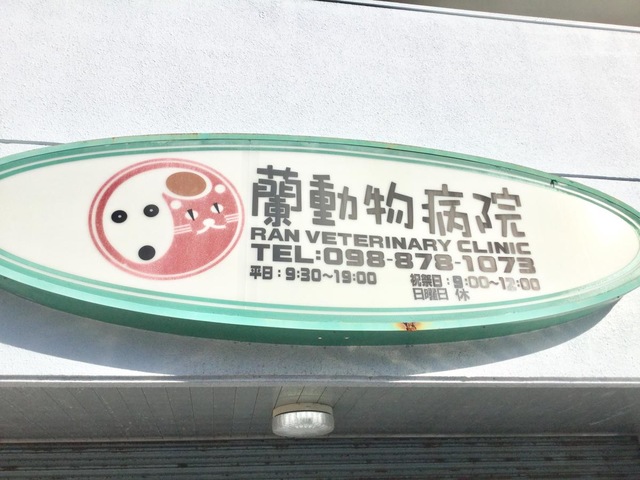 蘭動物病院
RAN VETERINARY CLINIC
TEL:098-878-1073
平日:9:30~19:00 祝祭日:9:00~12:00
日曜日 休